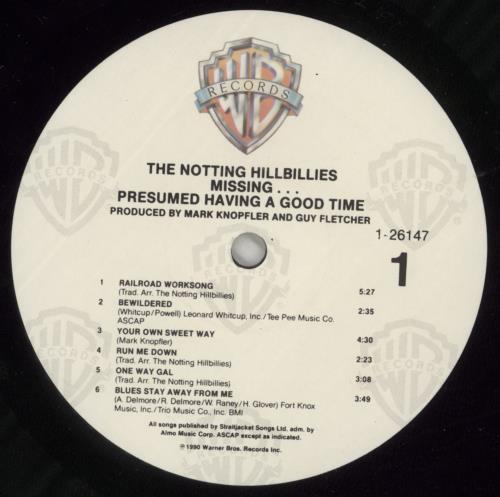 RECORDS
THE NOTTING HILLBILLIES
MISSING . . .
PRESUMED HAVING A GOOD TIME
PRODUCED BY MARK KNOPFLER AND GUY FLETCHER
1-26147
1
1 RAILROAD WORKSONG
(Trad. Arr. The Notting Hillbillies) 5:27
2 BEWILDERED
(Whitcup/Powell) Leonard Whitcup, Inc./Tee Pee Music Co. 2:35
ASCAP
3 YOUR OWN SWEET WAY
(Mark Knopfler) 4:30
4 RUN ME DOWN
(Trad. Arr. The Notting Hillbillies) 2:23
5 ONE WAY GAL
(Trad. Arr. The Notting Hillbillies) 3:08
6 BLUES STAY AWAY FROM ME
(A. Delmore/R. Delmore/W. Raney/H. Glover) Fort Knox 3:49
Music, Inc./Trio Music Co., Inc. BMI
All songs published by Straitjacket Songs Ltd. adm. by
Almo Music Corp. ASCAP except as indicated.
℗1990 Warner Bros. Records Inc.